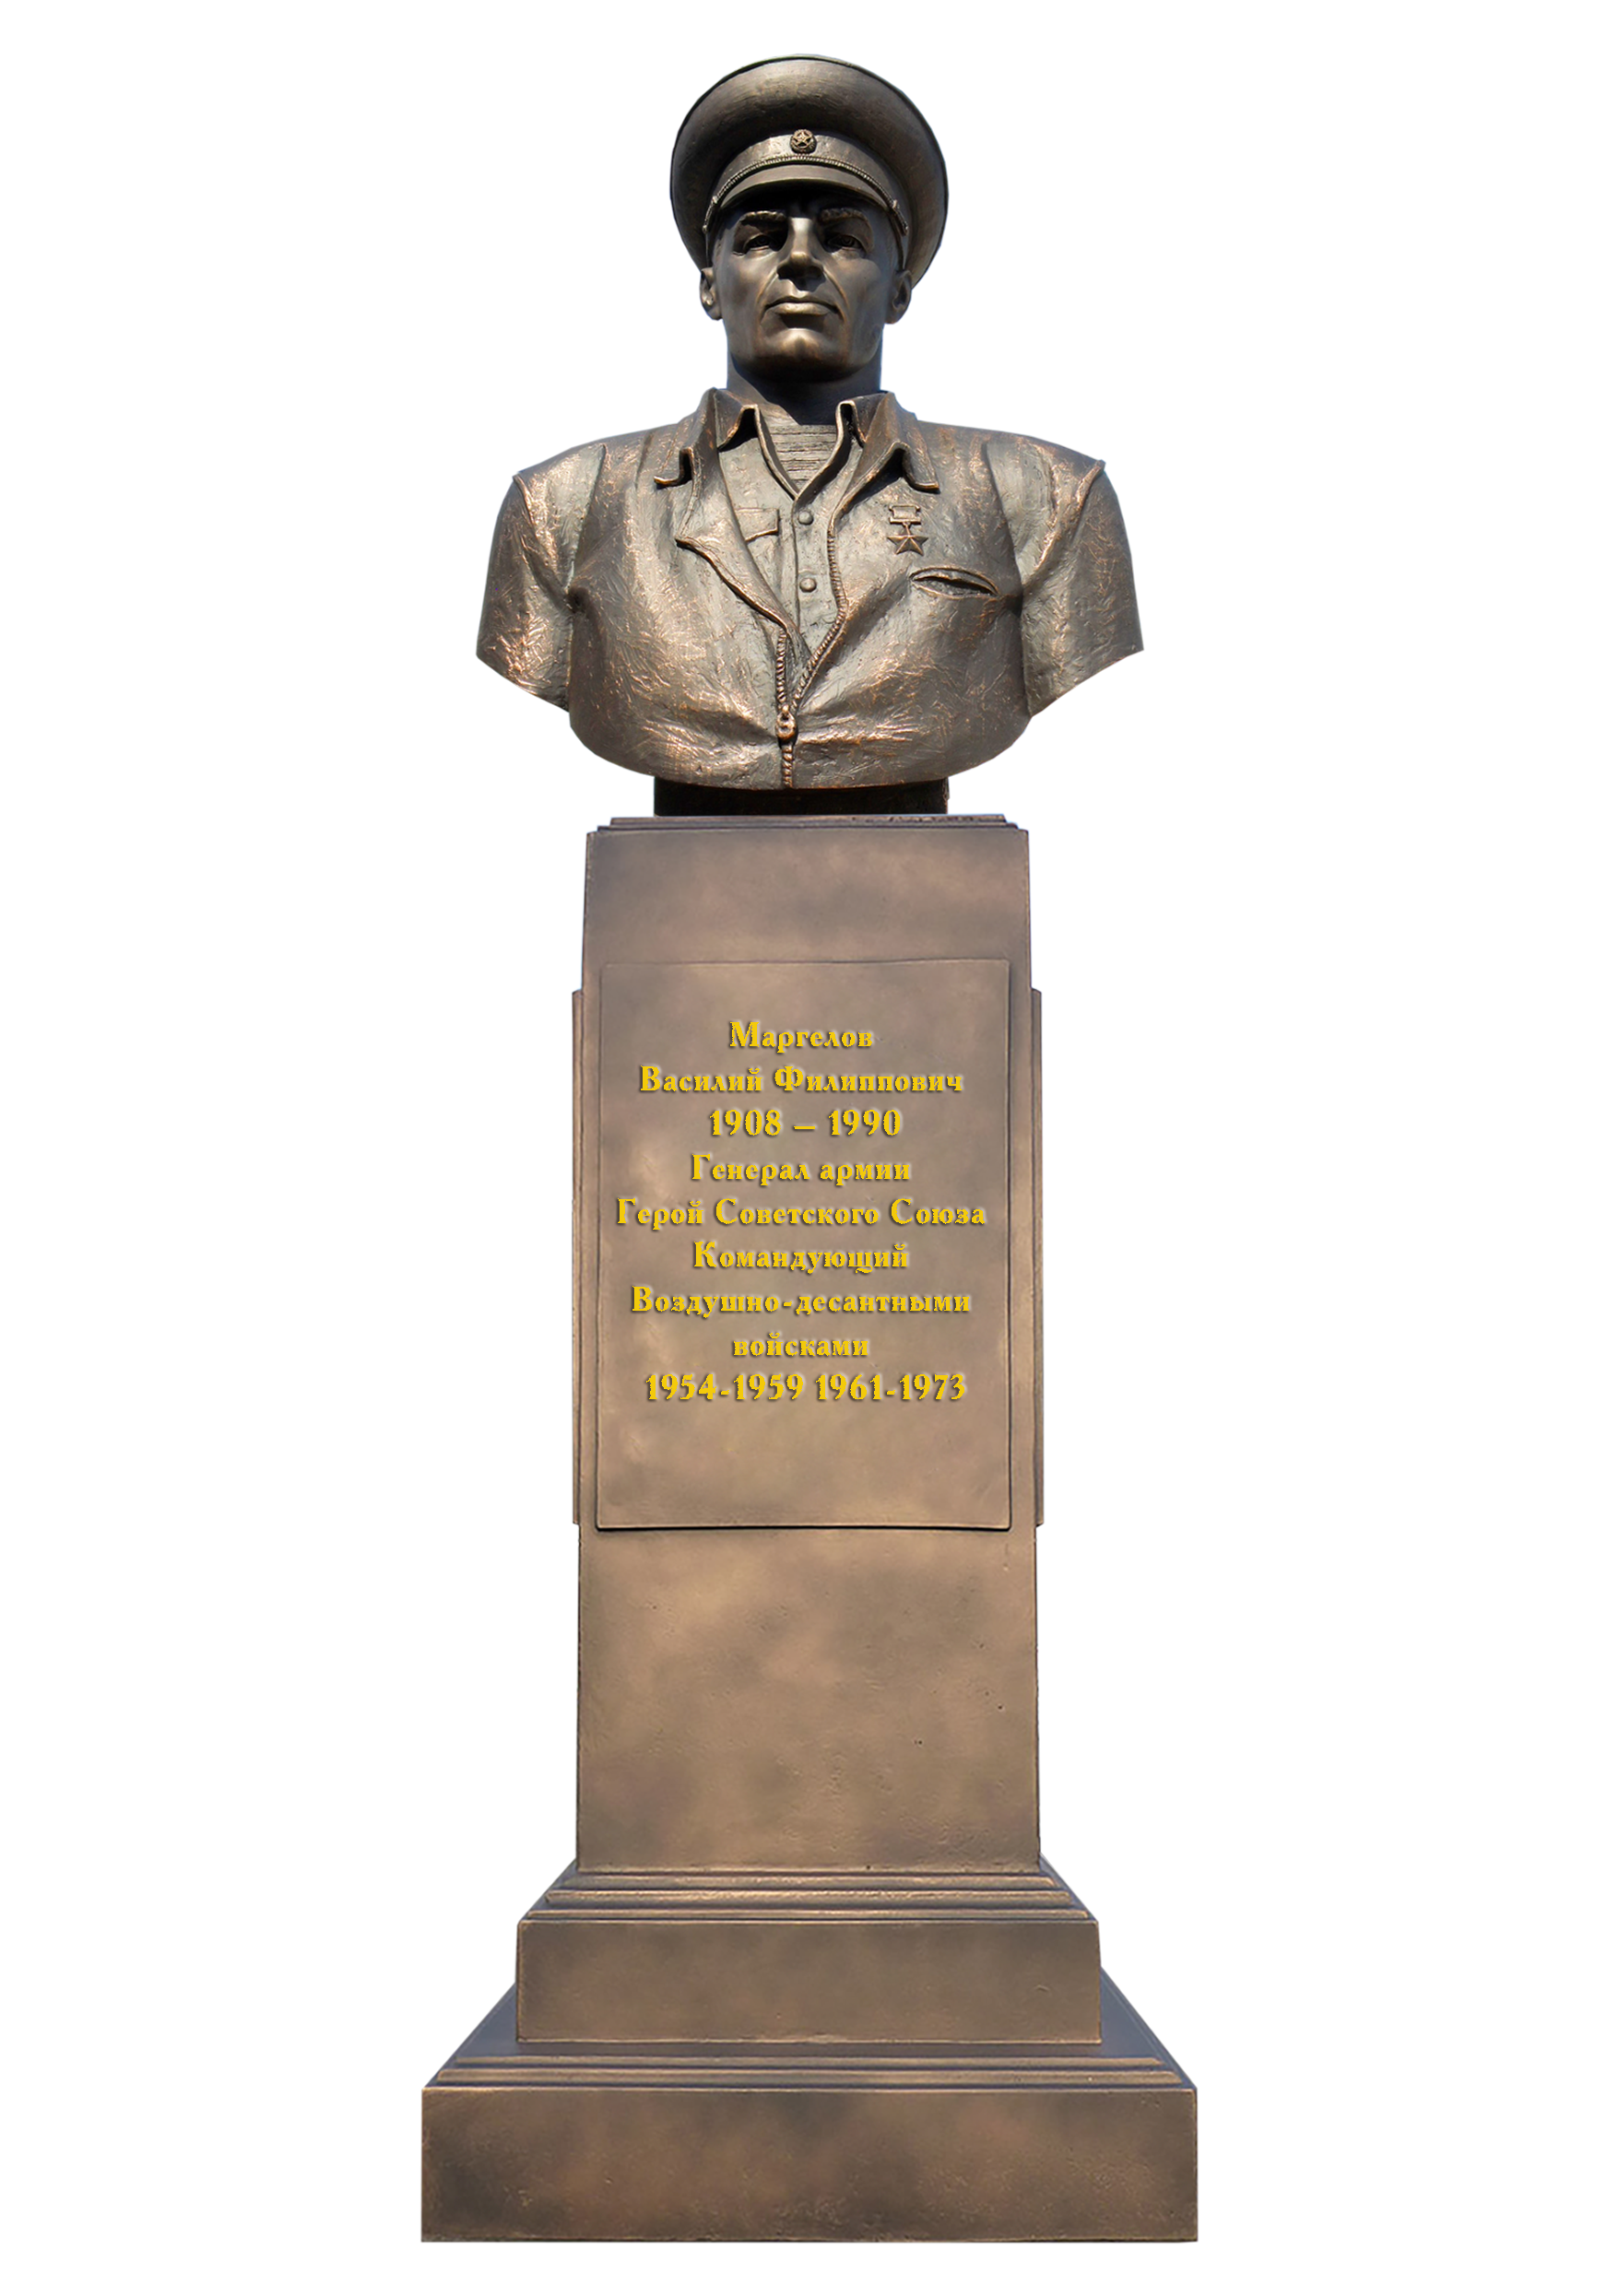 Маргелов
Василий Филиппович
1908 – 1990
Генерал армии
Герой Советского Союза
Командующий
Воздушно-десантными
войсками
1954-1959 1961-1973